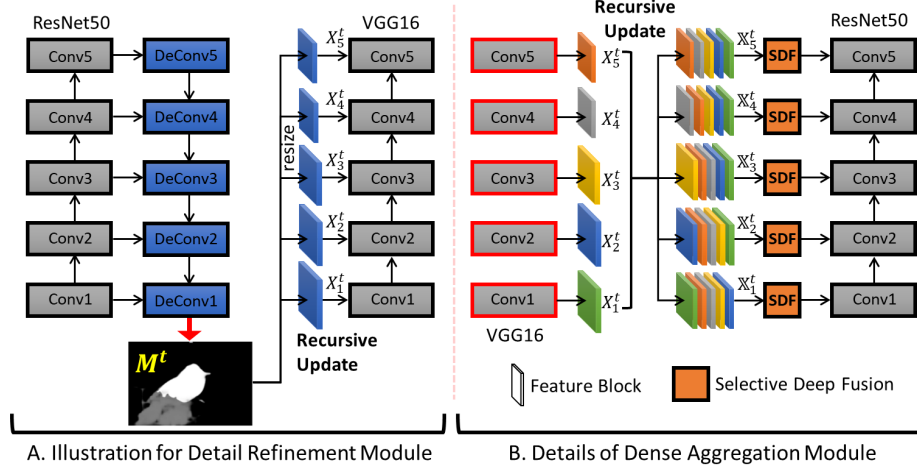 ResNet50
Conv5
Conv4
Conv3
Conv2
Conv1
DeConv5
DeConv4
DeConv3
DeConv2
DeConv1
M^t
resize
X_5^t
X_4^t
X_3^t
X_2^t
X_1^t
Recursive
Update
VGG16
Conv5
Conv4
Conv3
Conv2
Conv1
A. Illustration for Detail Refinement Module
Conv5
Conv4
Conv3
Conv2
Conv1
VGG16
X_5^t
X_4^t
X_3^t
X_2^t
X_1^t
Recursive
Update
𝕏_5^t
𝕏_4^t
𝕏_3^t
𝕏_2^t
𝕏_1^t
SDF
SDF
SDF
SDF
SDF
ResNet50
Conv5
Conv4
Conv3
Conv2
Conv1
Feature Block
Selective Deep Fusion
B. Details of Dense Aggregation Module